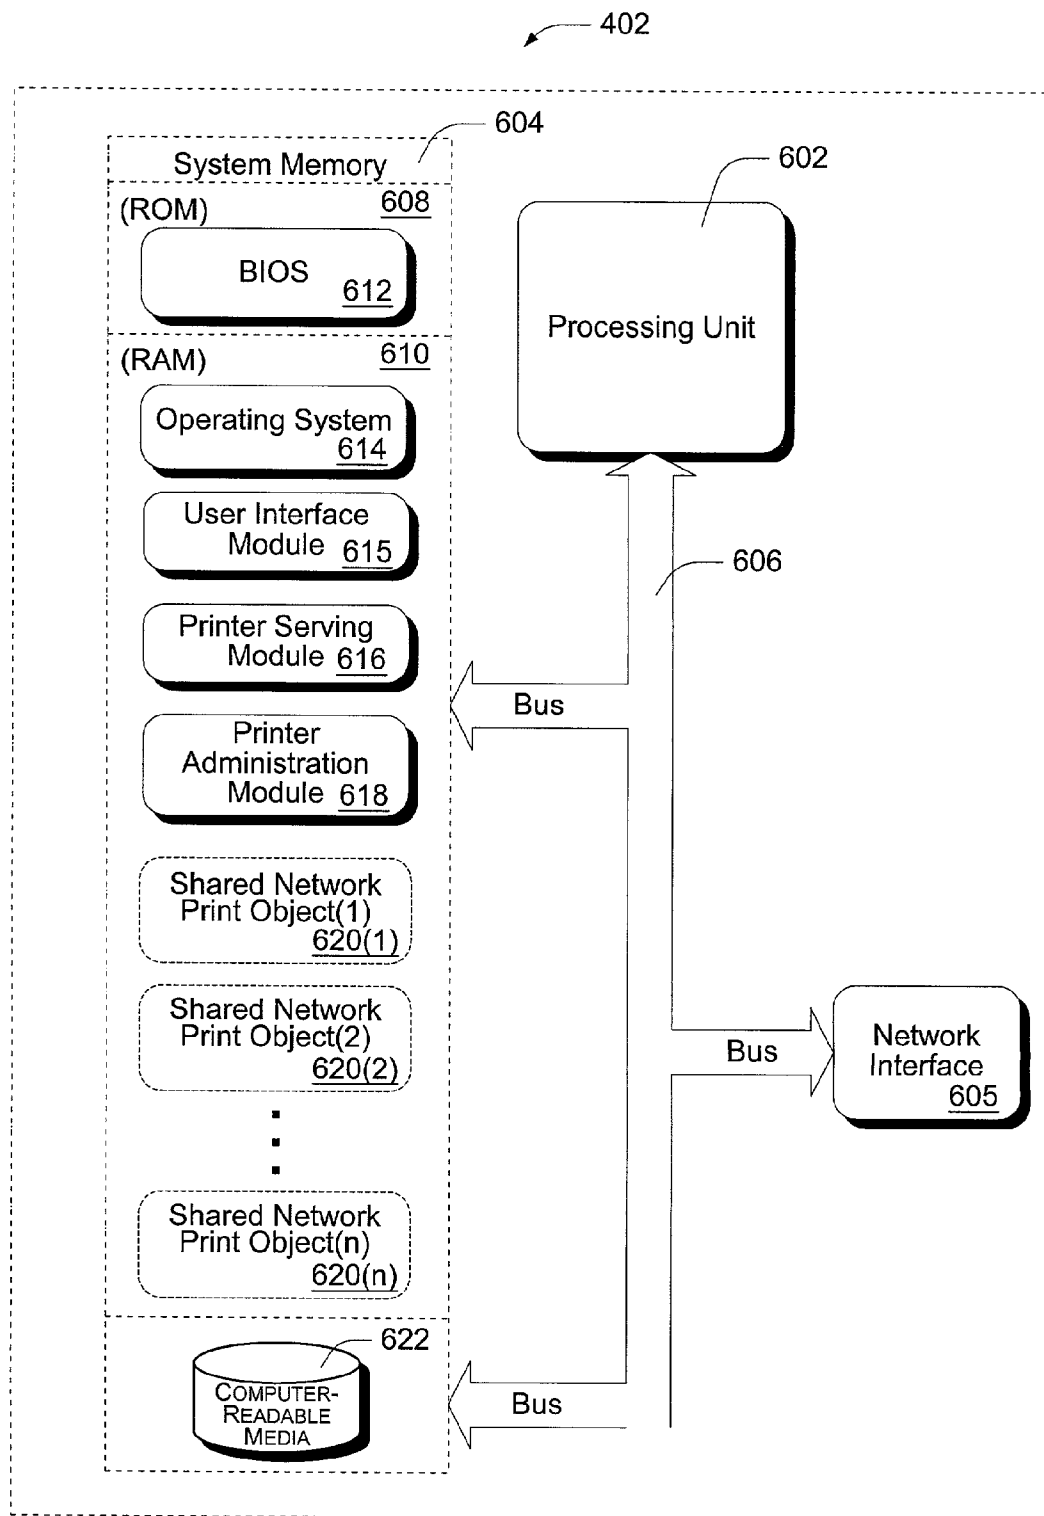 402
604
System Memory
(ROM) 608
BIOS
612
(RAM) 610
Operating System
614
User Interface
Module 615
Printer Serving
Module 616
Printer
Administration
Module 618
Shared Network
Print Object(1)
620(1)
Shared Network
Print Object(2)
620(2)
Shared Network
Print Object(n)
620(n)
622
COMPUTER-
READABLE
MEDIA
602
Processing Unit
606
Bus
Bus
Network
Interface
605
Bus